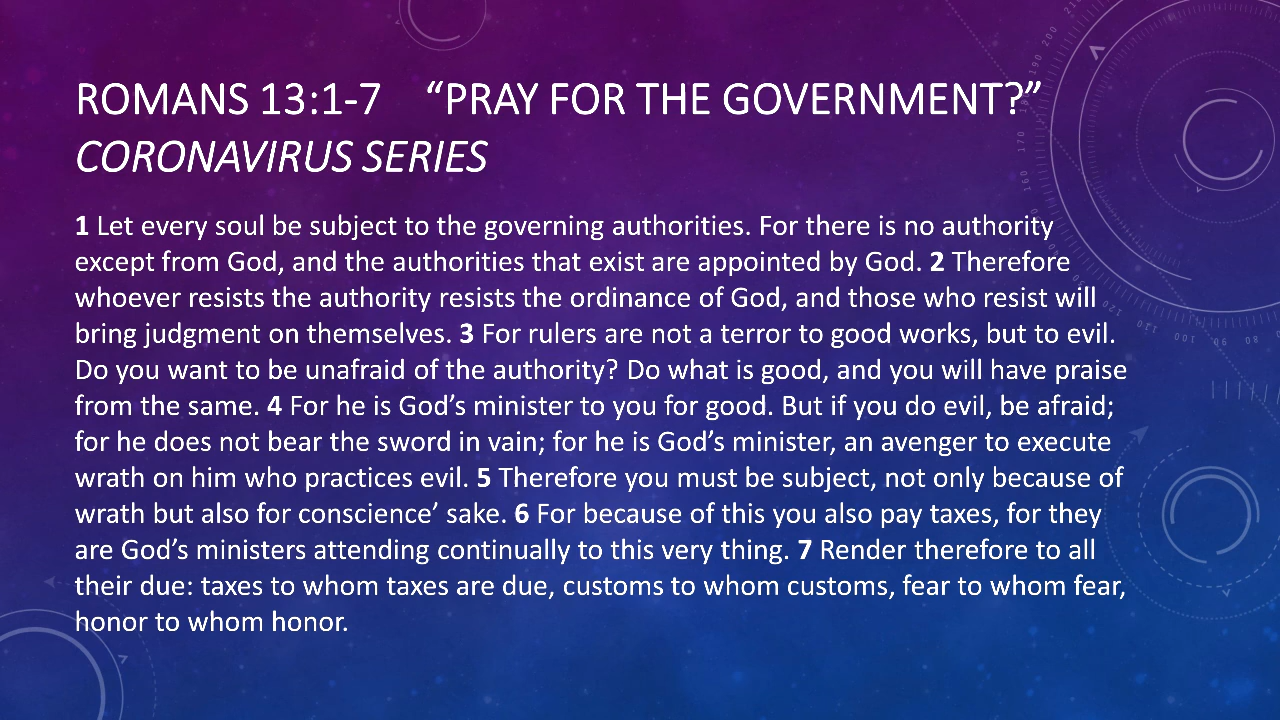 ROMANS 13:1-7 “PRAY FOR THE GOVERNMENT?”
CORONAVIRUS SERIES
1 Let every soul be subject to the governing authorities. For there is no authority
except from God, and the authorities that exist are appointed by God. 2 Therefore
whoever resists the authority resists the ordinance of God, and those who resist will
bring judgment on themselves. 3 For rulers are not a terror to good works, but to evil.
Do you want to be unafraid of the authority? Do what is good, and you will have praise
from the same. 4 For he is God’s minister to you for good. But if you do evil, be afraid;
for he does not bear the sword in vain; for he is God’s minister, an avenger to execute
wrath on him who practices evil. 5 Therefore you must be subject, not only because of
wrath but also for conscience’ sake. 6 For because of this you also pay taxes, for they
are God’s ministers attending continually to this very thing. 7 Render therefore to all
their due: taxes to whom taxes are due, customs to whom customs, fear to whom fear,
honor to whom honor.